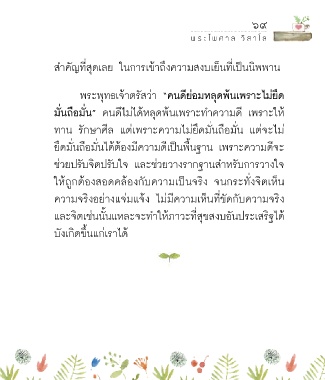 ๖๙
พระไพศาล วิสาโล
สำคัญที่สุดเลย ในการเข้าถึงความสงบเย็นที่เป็นนิพพาน
พระพุทธเจ้าตรัสว่า "คนดีย่อมหลุดพ้นเพราะไม่ยึด
มั่นถือมั่น" คนดีไม่ได้หลุดพ้นเพราะทำความดี เพราะให้
ทาน รักษาศีล แต่เพราะความไม่ยึดมั่นถือมั่น แต่จะไม่
ยึดมั่นถือมั่นได้ต้องมีความดีเป็นพื้นฐาน เพราะความดีจะ
ช่วยปรับจิตปรับใจ และช่วยวางรากฐานสำหรับการวางใจ
ให้ถูกต้องสอดคล้องกับความเป็นจริง จนกระทั่งจิตเห็น
ความจริงอย่างแจ่มแจ้ง ไม่มีความเห็นที่ขัดกับความจริง
และจิตเช่นนั้นแหละจะทำให้ภาวะที่สุขสงบอันประเสริฐได้
บังเกิดขึ้นแก่เราได้